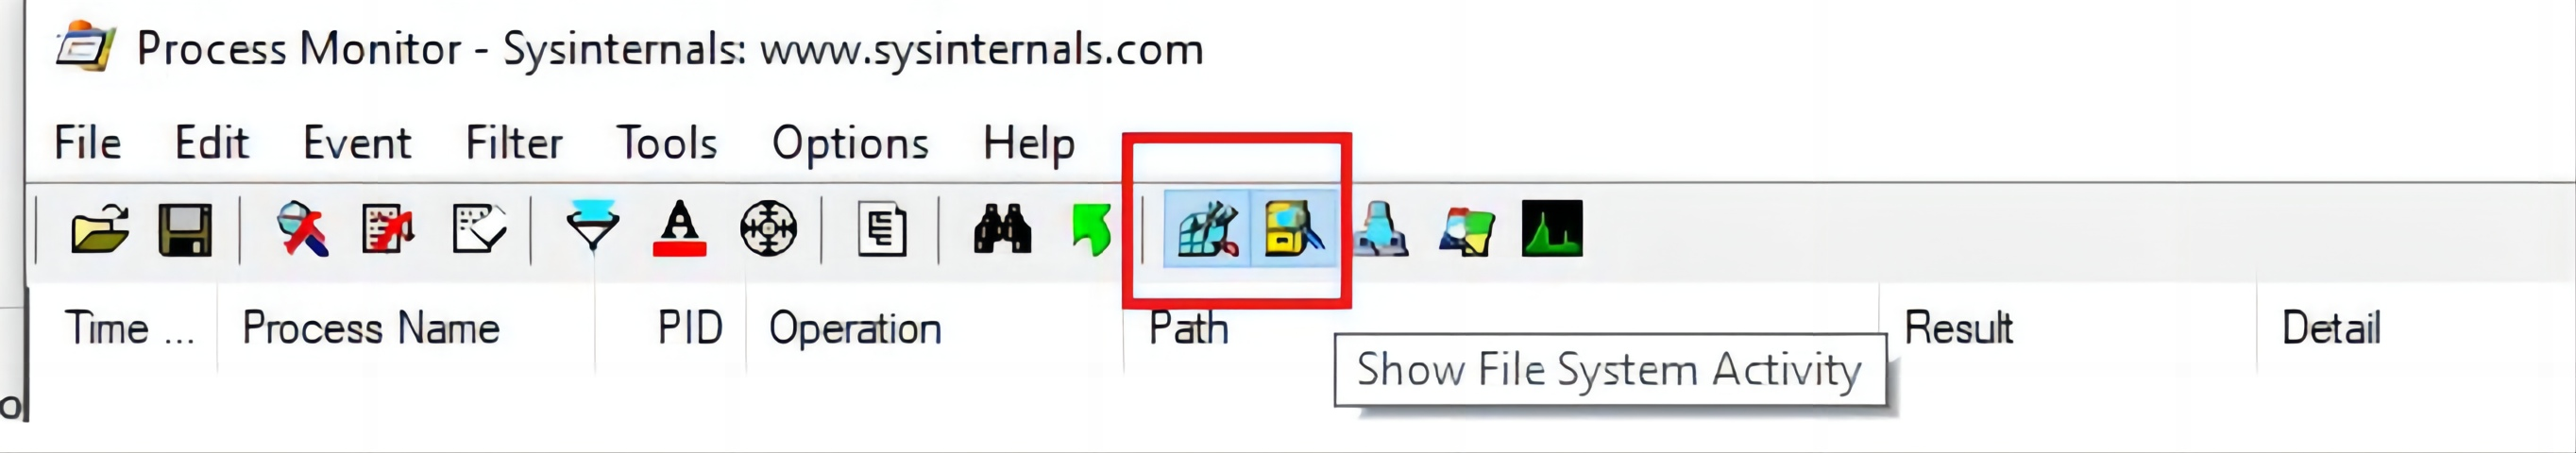 Process Monitor - Sysinternals: www.sysinternals.com
File Edit Event Filter Tools Options Help
Time ... Process Name PID Operation Path Result Detail
Show File System Activity